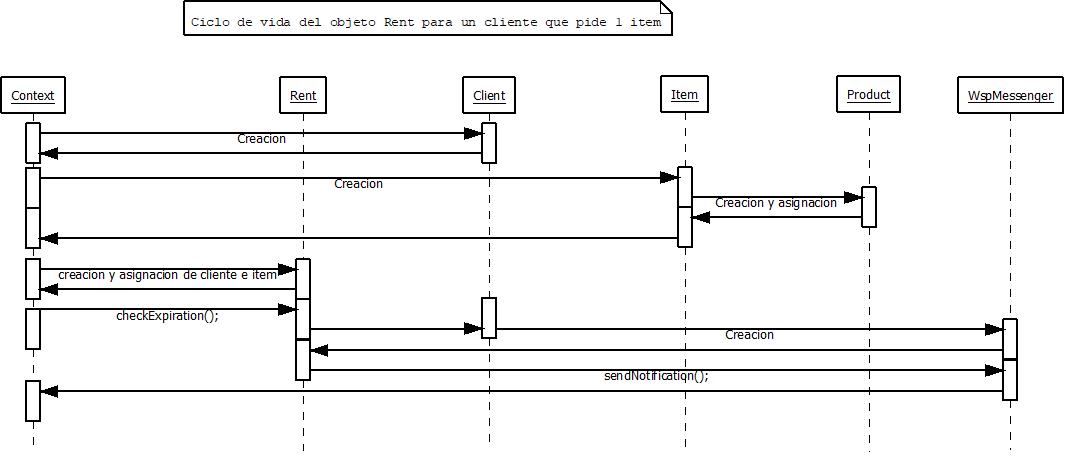 Ciclo de vida del objeto Rent para un cliente que pide 1 item
Context
Rent
Client
Item
Product
WspMessenger
Creacion
Creacion
Creacion y asignacion
creacion y asignacion de cliente e item
checkExpiration();
Creacion
sendNotification();